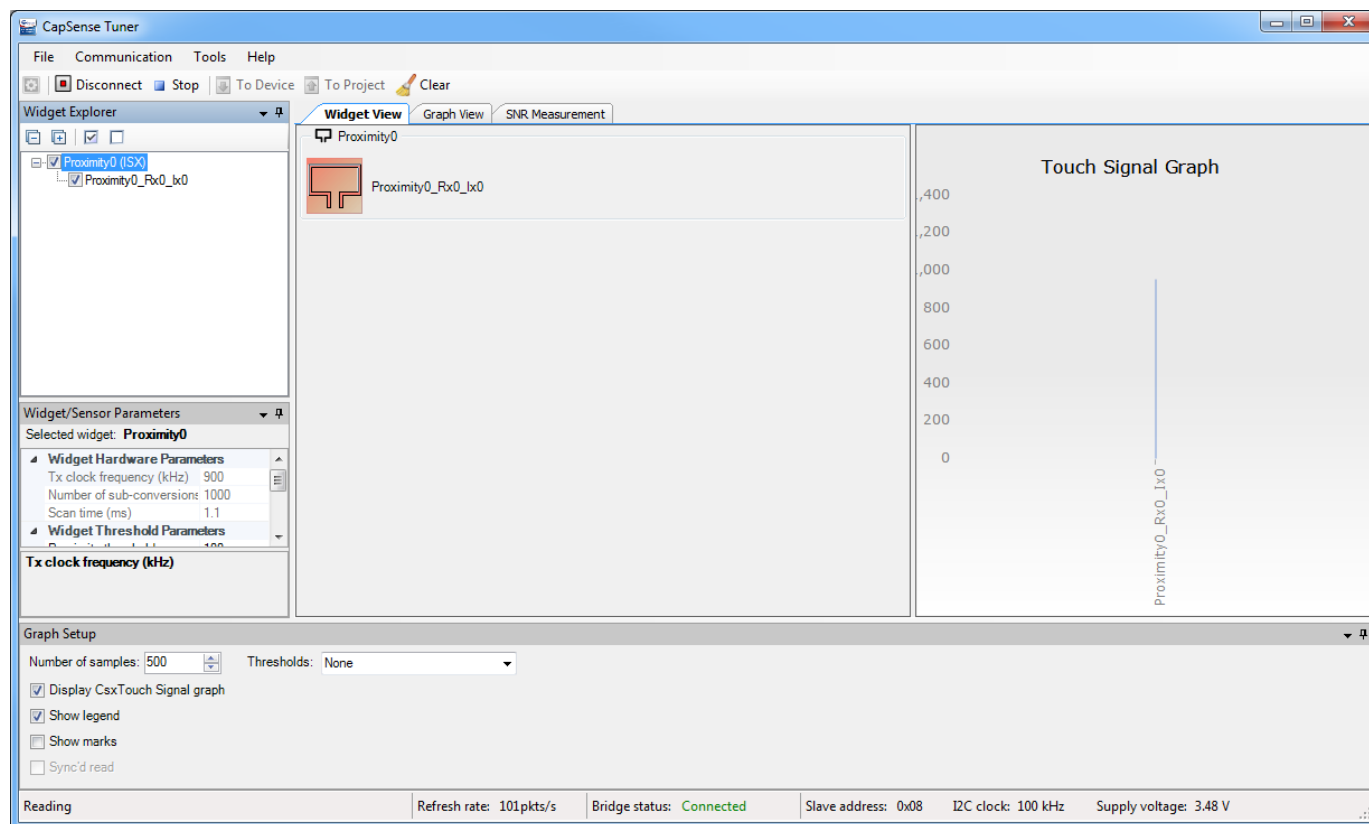 CapSense Tuner
File Communication Tools Help
Disconnect Stop To Device To Project Clear
Widget Explorer
Proximity0 (ISX)
Proximity0_Rx0_Ix0
Widget View Graph View SNR Measurement
Proximity0
Proximity0_Rx0_Ix0
Touch Signal Graph
,400
,200
,000
800
600
400
200
0
Proximity0_Rx0_Ix0
Widget/Sensor Parameters
Selected widget: Proximity0
Widget Hardware Parameters
Tx clock frequency (kHz) 900
Number of sub-conversions 1000
Scan time (ms) 1.1
Widget Threshold Parameters
Tx clock frequency (kHz)
Graph Setup
Number of samples: 500 Thresholds: None
Display CsxTouch Signal graph
Show legend
Show marks
Sync'd read
Reading Refresh rate: 101pkts/s Bridge status: Connected Slave address: 0x08 I2C clock: 100 kHz Supply voltage: 3.48 V